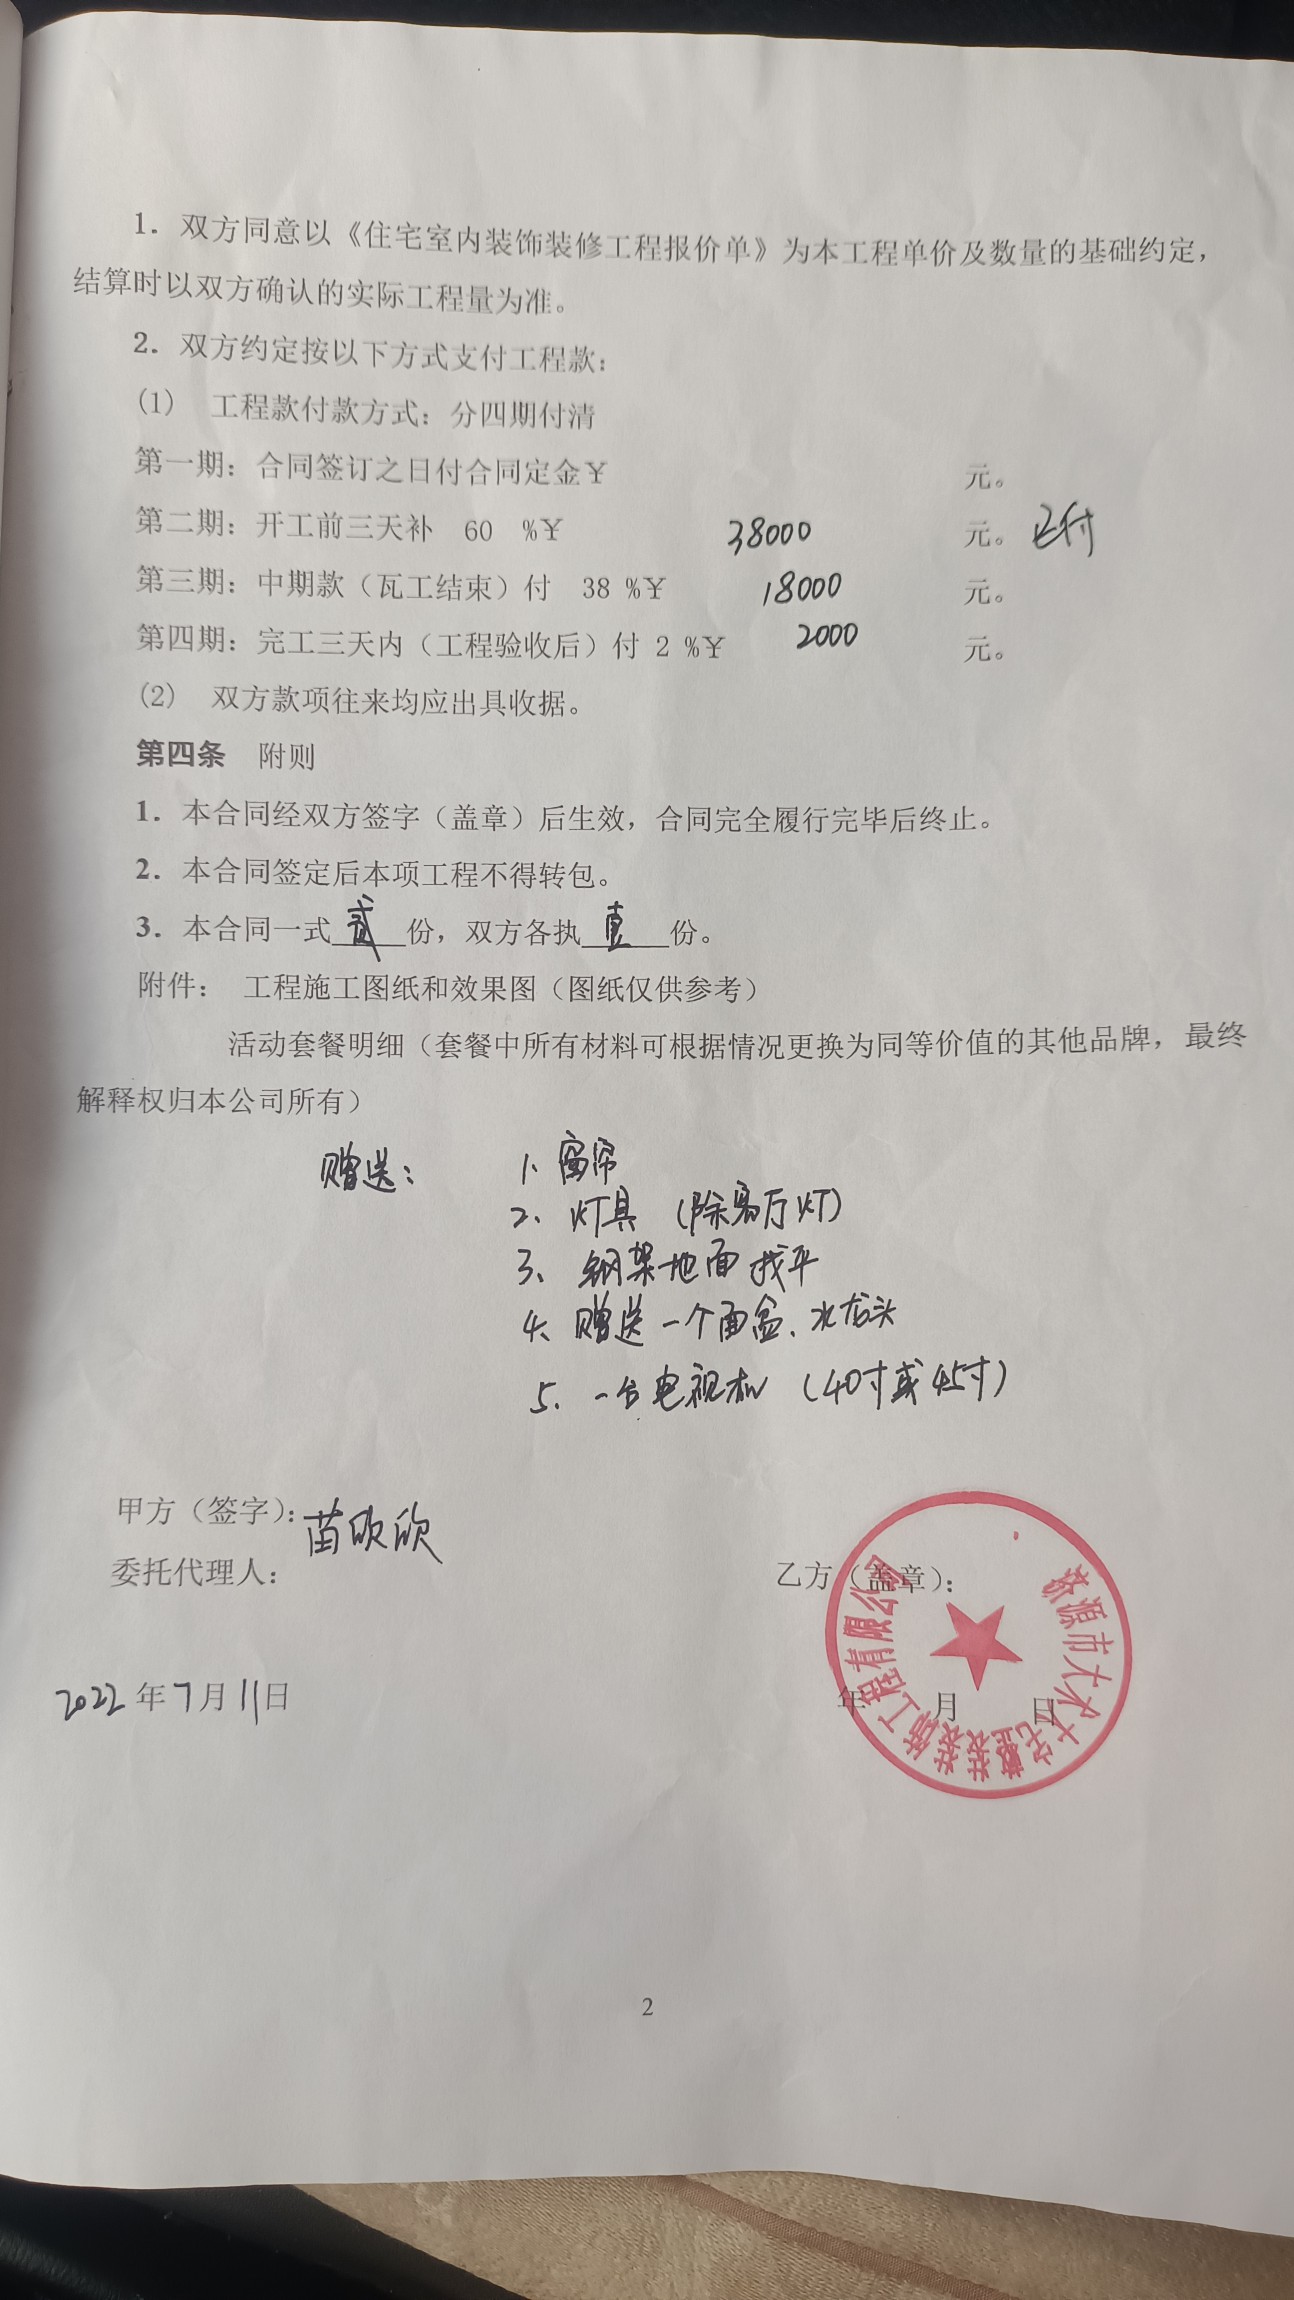 1. 双方同意以《住宅室内装饰装修工程报价单》为本工程单价及数量的基础约定，
结算时以双方确认的实际工程量为准。
2. 双方约定按以下方式支付工程款：
(1) 工程款付款方式：分四期付清
第一期：合同签订之日付合同定金￥ 元。
第二期：开工前三天补 60 %￥ 38000 元。已付
第三期：中期款（瓦工结束）付 38 %￥ 18000 元。
第四期：完工三天内（工程验收后）付 2 %￥ 2000 元。
(2) 双方款项往来均应出具收据。
第四条 附则
1. 本合同经双方签字（盖章）后生效，合同完全履行完毕后终止。
2. 本合同签定后本项工程不得转包。
3. 本合同一式 贰 份，双方各执 壹 份。
附件： 工程施工图纸和效果图（图纸仅供参考）
活动套餐明细（套餐中所有材料可根据情况更换为同等价值的其他品牌，最终
解释权归本公司所有）
赠送： 1、窗帘
2、灯具（除客厅灯）
3、钢架地面找平
4、赠送一个面盆、水龙头
5、一台电视机（40寸或45寸）
甲方（签字）：苗欣欣
委托代理人：
乙方（盖章）：
济源市大木十宅整装装饰工程有限公司
2022年7月11日
年 月 日
2